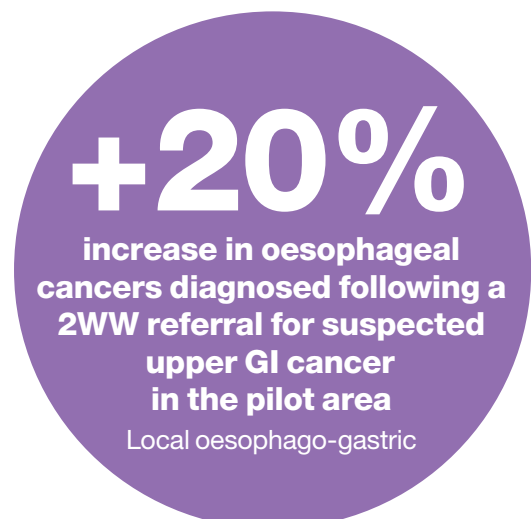 +20%
increase in oesophageal
cancers diagnosed following a
2WW referral for suspected
upper GI cancer
in the pilot area
Local oesophago-gastric